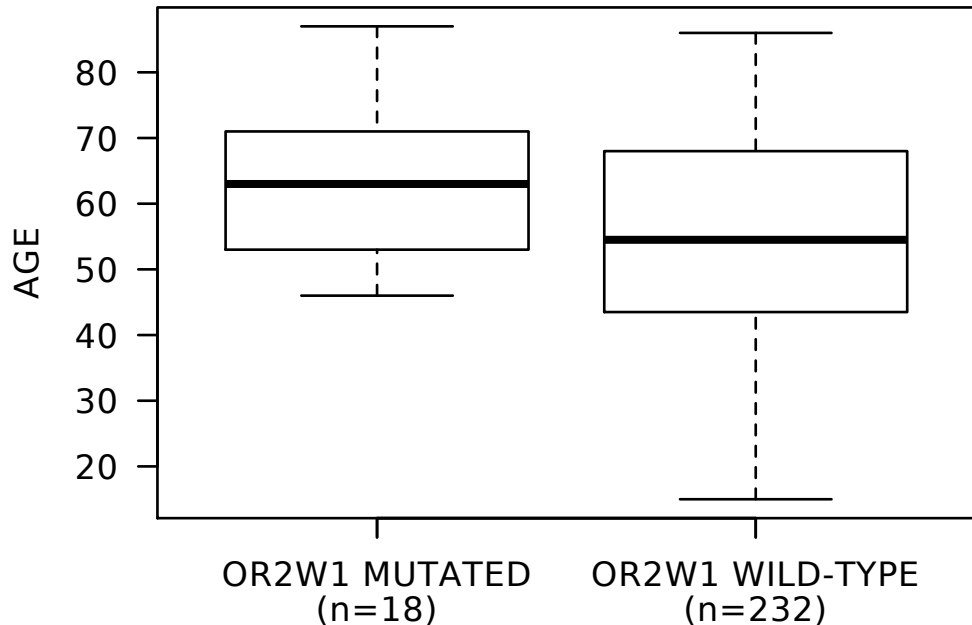 AGE
80
70
60
50
40
30
20
OR2W1 MUTATED
(n=18)
OR2W1 WILD-TYPE
(n=232)